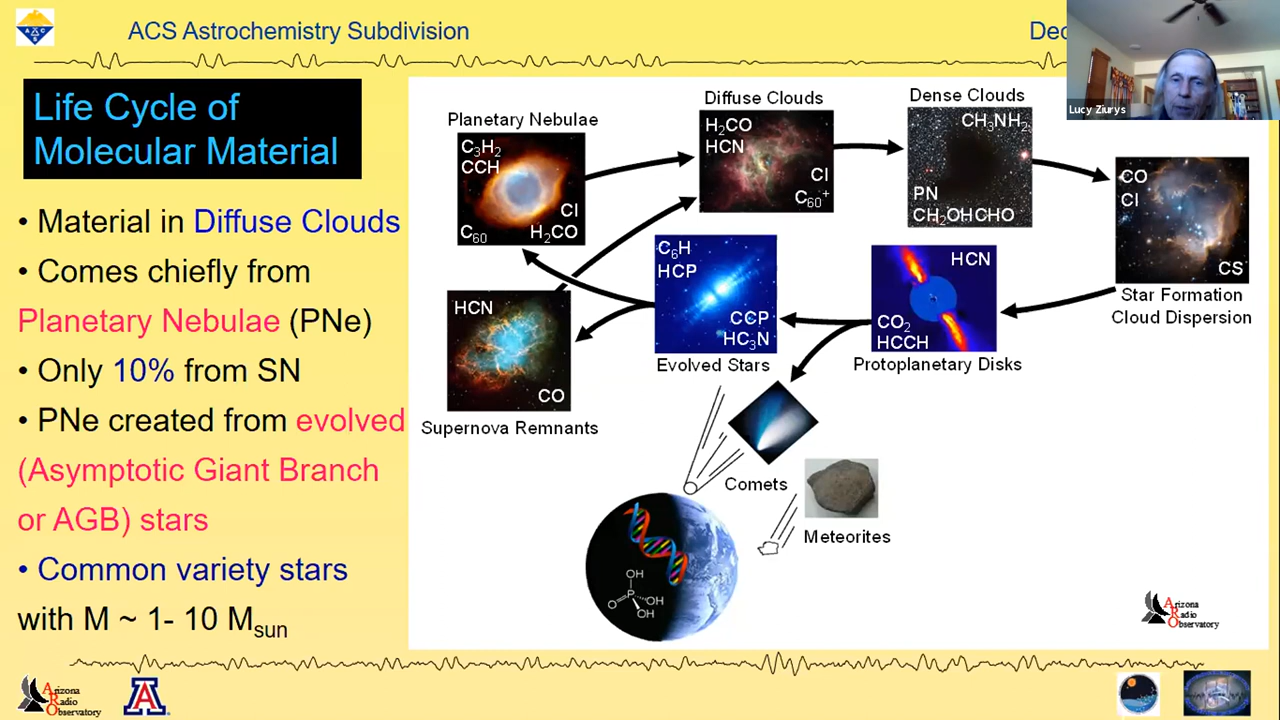 ACS Astrochemistry Subdivision
Dec
Lucy Ziurys
Life Cycle of
Molecular Material
• Material in Diffuse Clouds
• Comes chiefly from
Planetary Nebulae (PNe)
• Only 10% from SN
• PNe created from evolved
(Asymptotic Giant Branch
or AGB) stars
• Common variety stars
with M ~ 1- 10 Msun
Planetary Nebulae
C3H2
CCH
CI
C60 H2CO
Diffuse Clouds
H2CO
HCN
CI
C60+
Dense Clouds
CH3NH2
PN
CH2OHCHO
CO
CI
CS
Star Formation
Cloud Dispersion
HCN
CO2
HCCH
Protoplanetary Disks
C6H
HCP
CCP
HC3N
Evolved Stars
HCN
CO
Supernova Remnants
Comets
Meteorites
OH
O P OH
OH
Arizona
Radio
Observatory
Arizona
Radio
Observatory
A